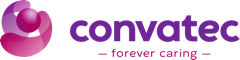 convatec
— forever caring —